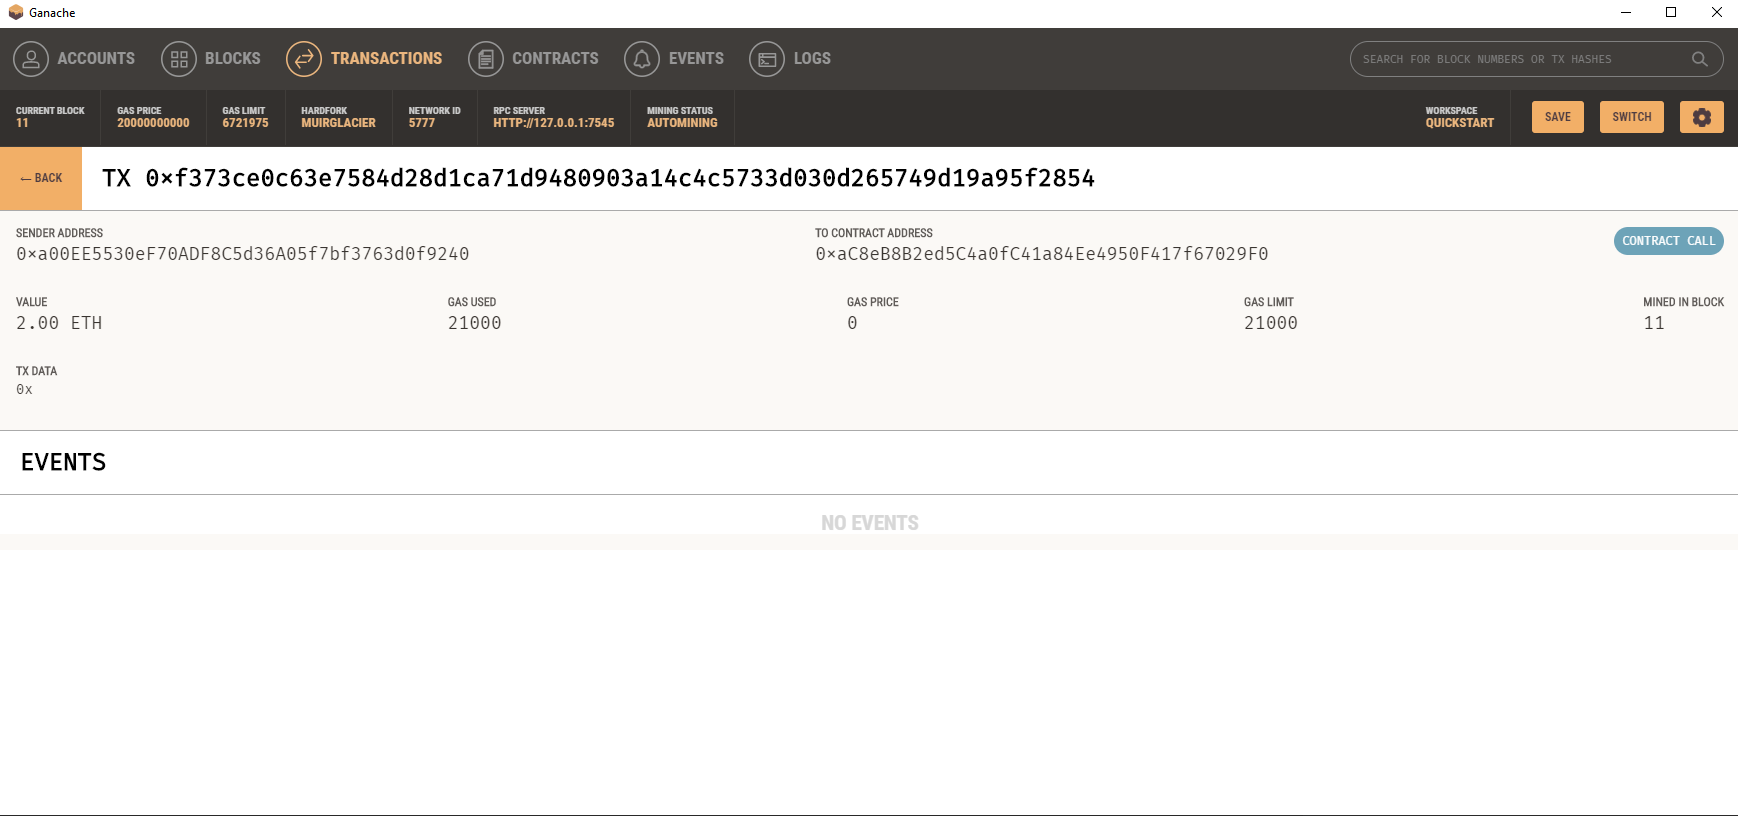 Ganache
ACCOUNTS BLOCKS TRANSACTIONS CONTRACTS EVENTS LOGS SEARCH FOR BLOCK NUMBERS OR TX HASHES
CURRENT BLOCK GAS PRICE GAS LIMIT HARDFORK NETWORK ID RPC SERVER MINING STATUS WORKSPACE
11 20000000000 6721975 MUIRGLACIER 5777 HTTP://127.0.0.1:7545 AUTOMINING QUICKSTART SAVE SWITCH
← BACK TX 0×f373ce0c63e7584d28d1ca71d9480903a14c4c5733d030d265749d19a95f2854
SENDER ADDRESS TO CONTRACT ADDRESS
0×a00EE5530eF70ADF8C5d36A05f7bf3763d0f9240 0×aC8eB8B2ed5C4a0fC41a84Ee4950F417f67029F0 CONTRACT CALL
VALUE GAS USED GAS PRICE GAS LIMIT MINED IN BLOCK
2.00 ETH 21000 0 21000 11
TX DATA
0x
EVENTS
NO EVENTS